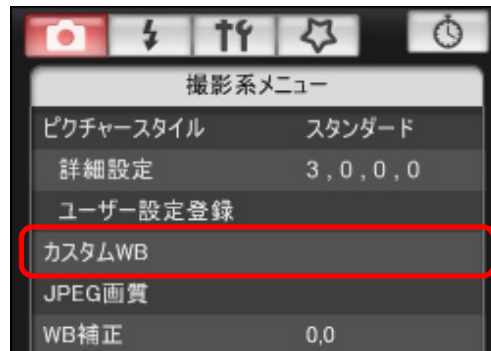 撮影系メニュー
ピクチャースタイル スタンダード
詳細設定 3,0,0,0
ユーザー設定登録
カスタムWB
JPEG画質
WB補正 0,0